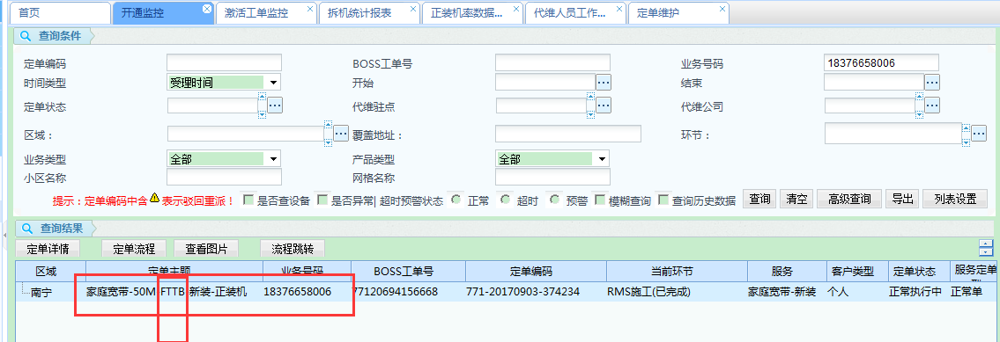 首页 开通监控 激活工单监控 拆机统计报表 正装机率数据... 代维人员工作... 定单维护
查询条件
定单编码 BOSS工单号 业务号码 18376658006
时间类型 受理时间 开始 结束
定单状态 代维驻点 代维公司
区域： 覆盖地址： 环节：
业务类型 全部 产品类型 全部
小区名称 网格名称
提示：定单编码中含 表示驳回重派！ 是否查设备 是否异常| 超时预警状态 正常 超时 预警 模糊查询 查询历史数据 查询 清空 高级查询 导出 列表设置
查询结果
定单详情 定单流程 查看图片 流程跳转
区域 定单主题 业务号码 BOSS工单号 定单编码 当前环节 服务 客户类型 定单状态 服务定单
南宁 家庭宽带-50M FTTB 新装-正装机 18376658006 77120694156668 771-20170903-374234 RMS施工(已完成) 家庭宽带-新装 个人 正常执行中 正常单